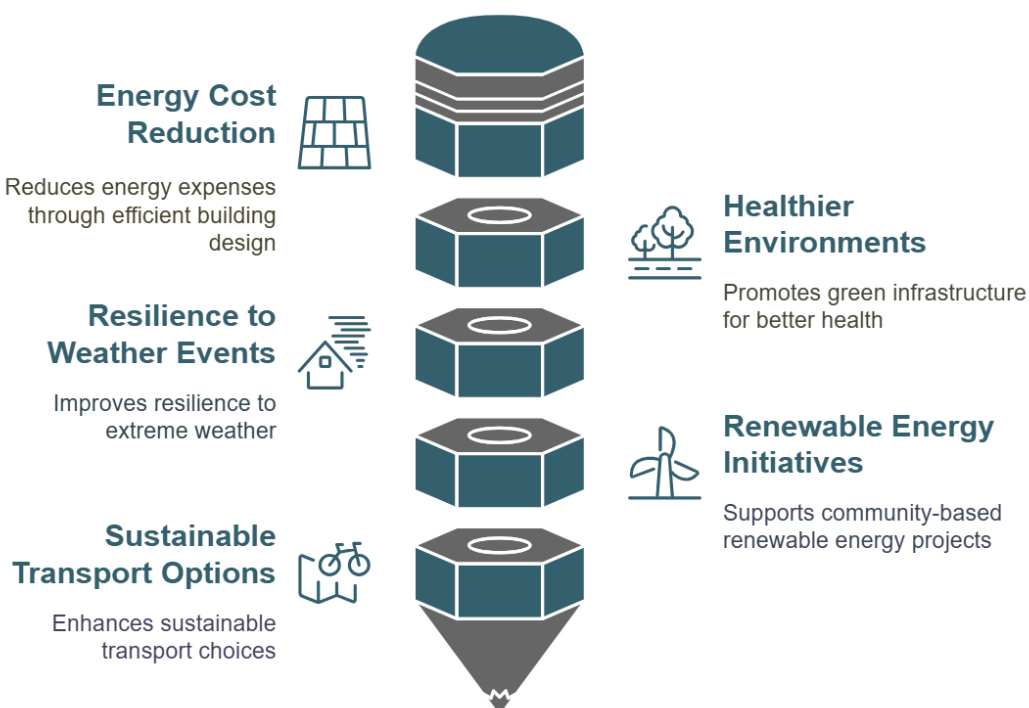 Energy Cost
Reduction
Reduces energy expenses
through efficient building
design
Healthier
Environments
Promotes green infrastructure
for better health
Resilience to
Weather Events
Improves resilience to
extreme weather
Renewable Energy
Initiatives
Supports community-based
renewable energy projects
Sustainable
Transport Options
Enhances sustainable
transport choices